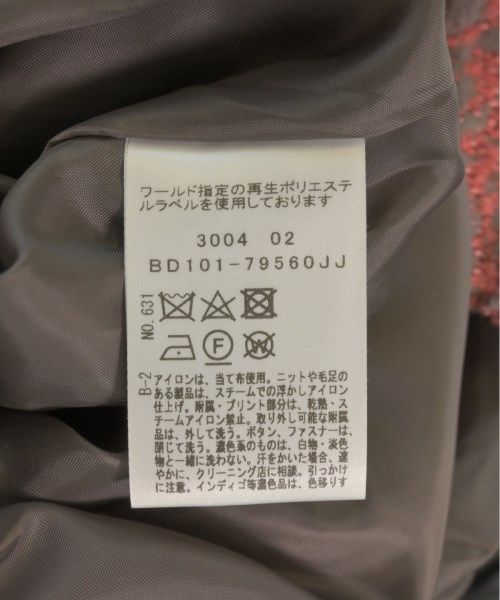 ワールド指定の再生ポリエステ
ルラベルを使用しております
3004 02
BD101-79560JJ
NO.631
F
W
B-2
アイロンは、当て布使用。ニットや毛足の
ある製品は、スチームでの浮かしアイロン
仕上げ。附属・プリント部分は、乾熱・ス
チームアイロン禁止。取り外し可能な附属
品は、外して洗う。ボタン、ファスナーは、
閉じて洗う。濃色系のものは、白物・淡色
物と一緒に洗わない。汗をかいた場合、速
やかに、クリーニング店に相談。引っかけ
に注意。インディゴ等濃色品は、色移りす